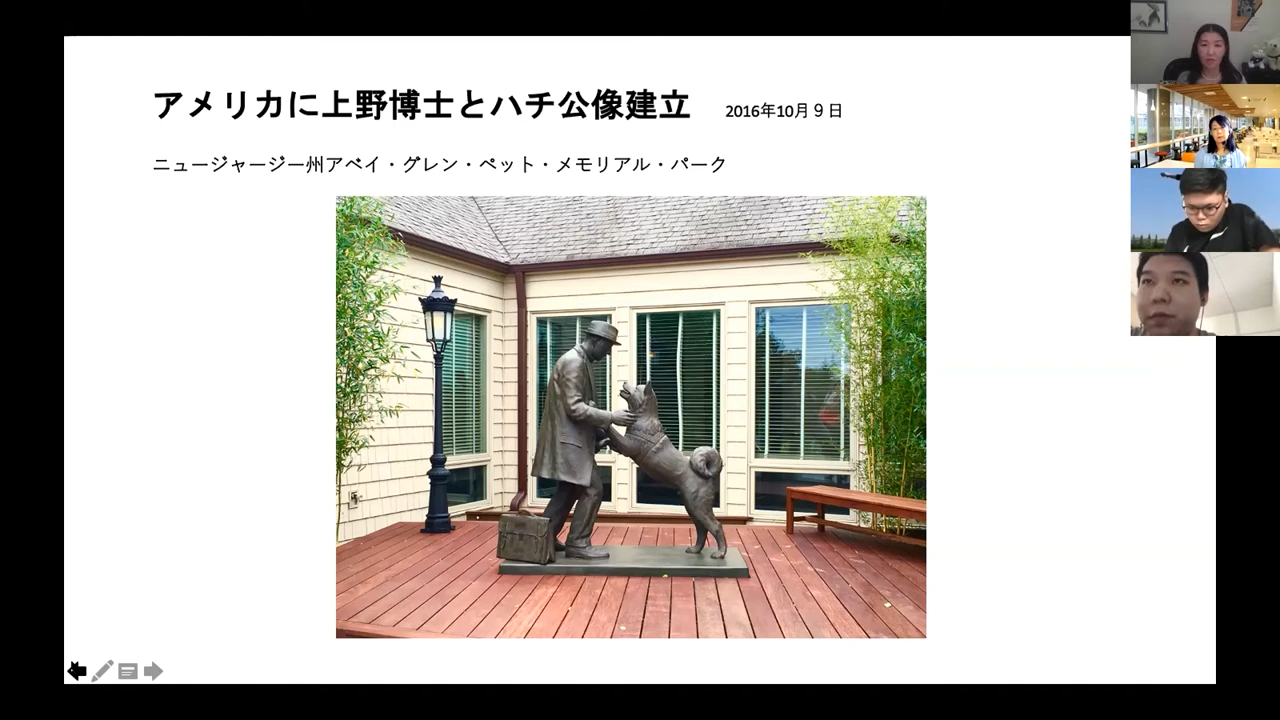 アメリカに上野博士とハチ公像建立 2016年10月９日
ニュージャージー州アベイ・グレン・ペット・メモリアル・パーク